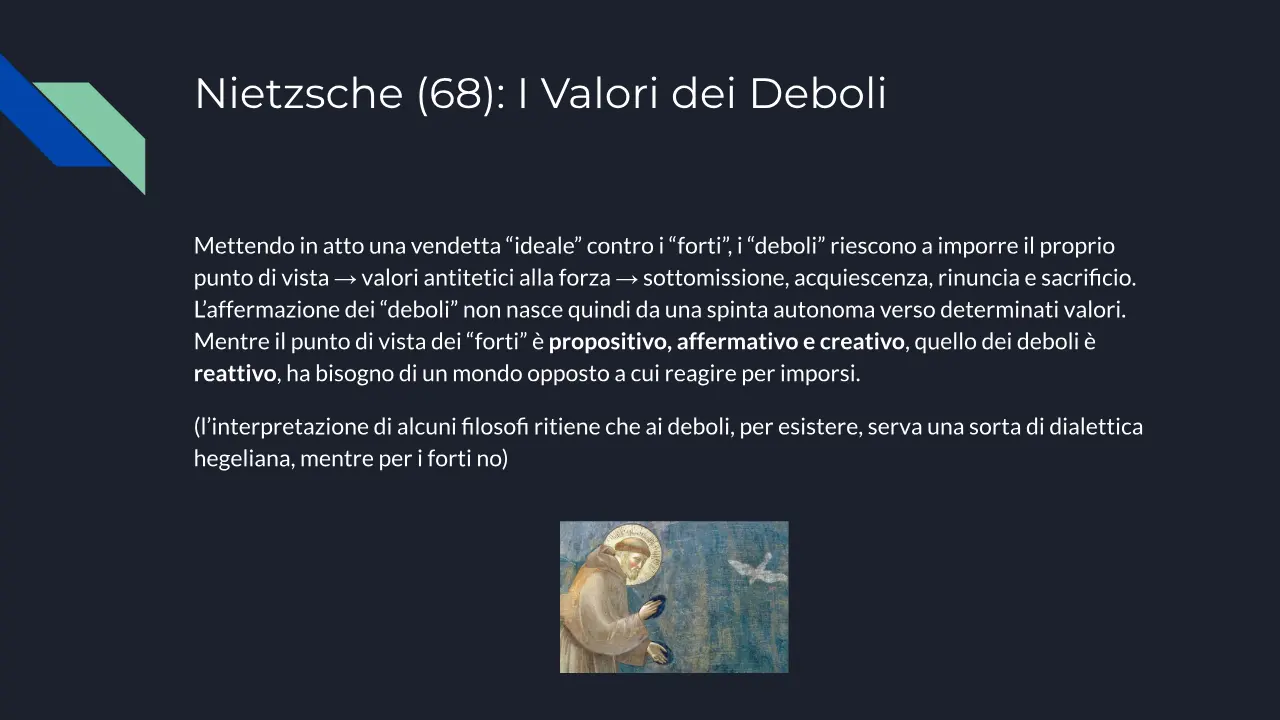 Nietzsche (68): I Valori dei Deboli
Mettendo in atto una vendetta “ideale” contro i “forti”, i “deboli” riescono a imporre il proprio
punto di vista → valori antitetici alla forza → sottomissione, acquiescenza, rinuncia e sacrificio.
L’affermazione dei “deboli” non nasce quindi da una spinta autonoma verso determinati valori.
Mentre il punto di vista dei “forti” è propositivo, affermativo e creativo, quello dei deboli è
reattivo, ha bisogno di un mondo opposto a cui reagire per imporsi.
(l’interpretazione di alcuni filosofi ritiene che ai deboli, per esistere, serva una sorta di dialettica
hegeliana, mentre per i forti no)